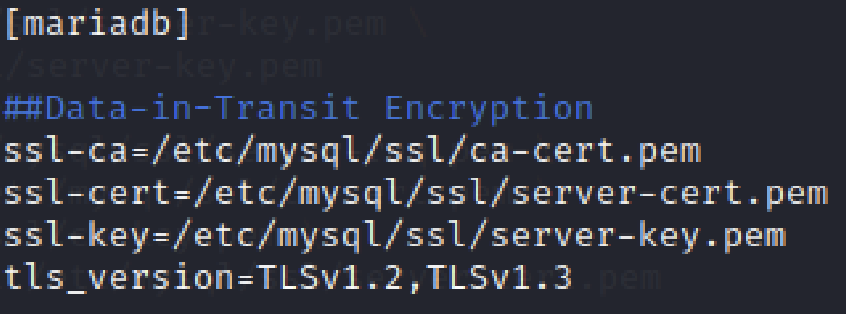 [mariadb]
##Data-in-Transit Encryption
ssl-ca=/etc/mysql/ssl/ca-cert.pem
ssl-cert=/etc/mysql/ssl/server-cert.pem
ssl-key=/etc/mysql/ssl/server-key.pem
tls_version=TLSv1.2,TLSv1.3